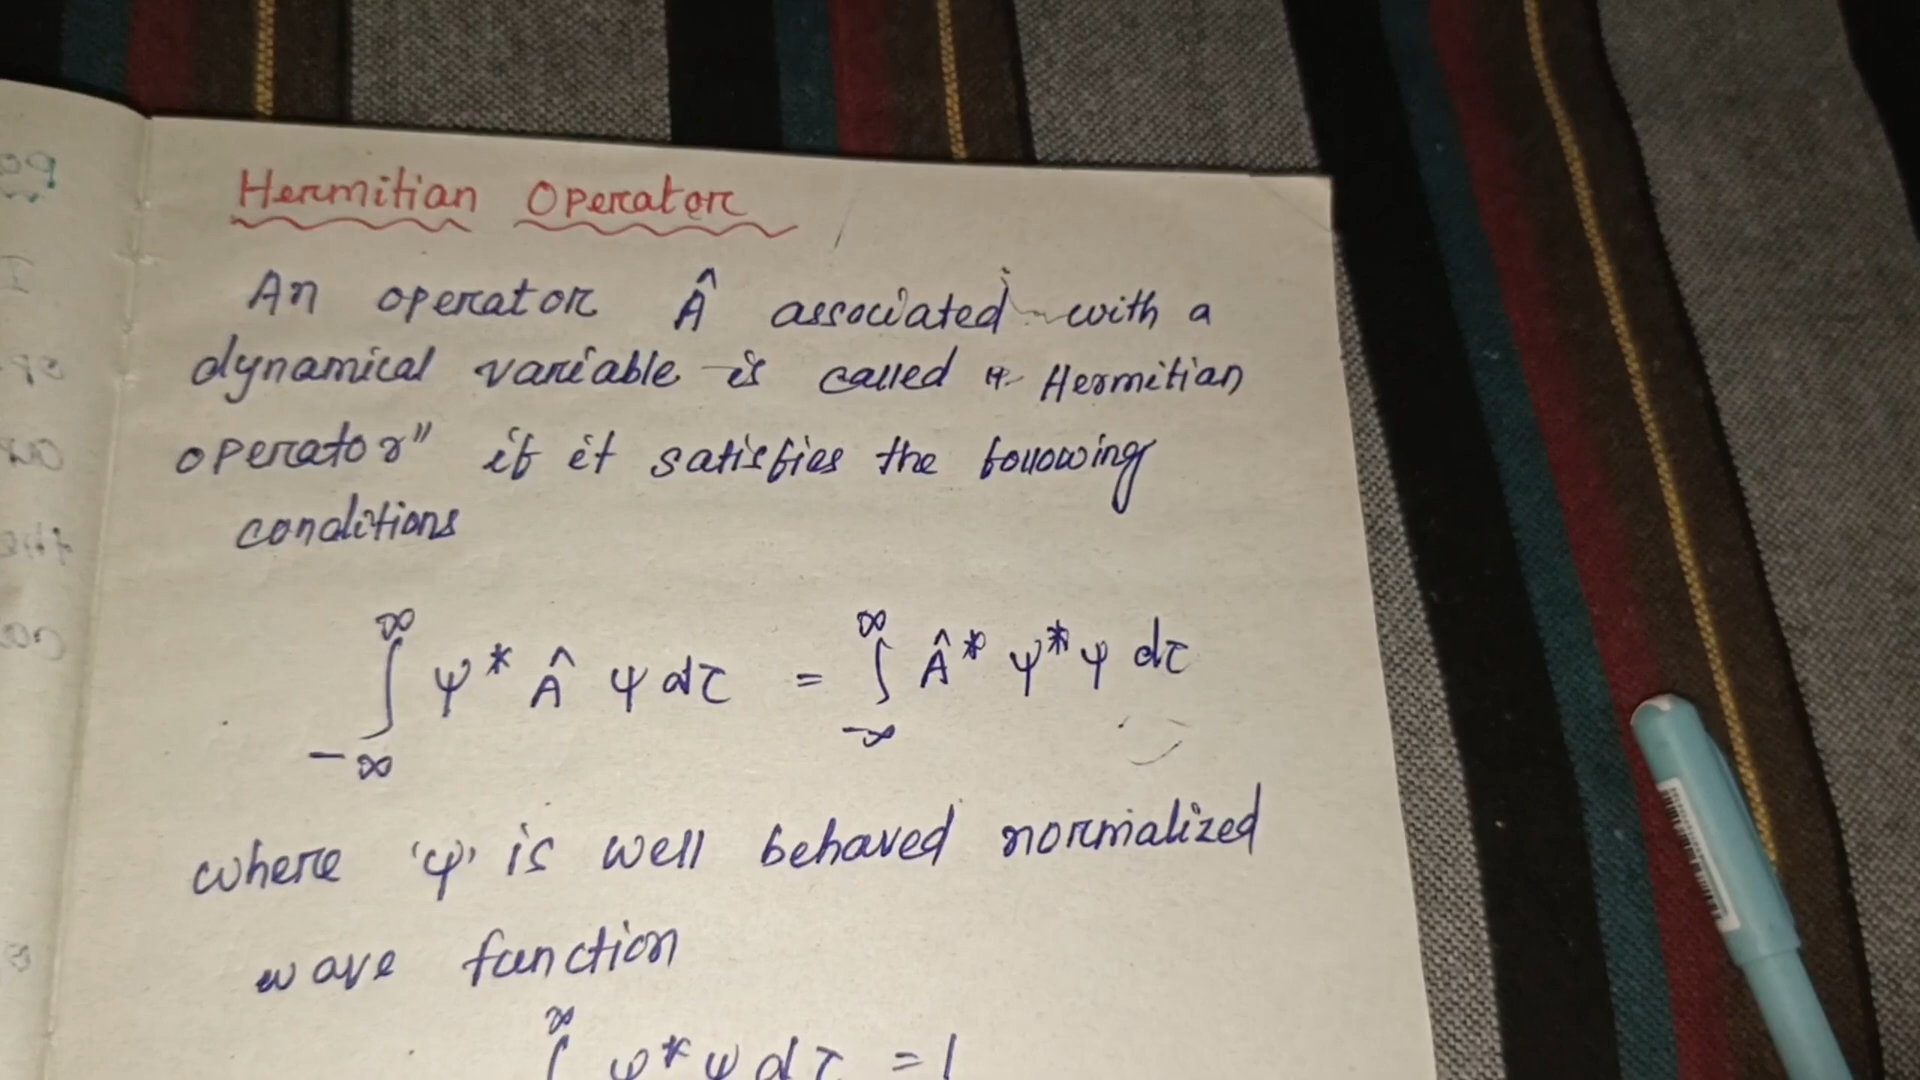 Hermitian Operator
An operator Â associated with a
dynamical variable is called " Hermitian
operator" if it satisfies the following
conditions
∫_{-∞}^{∞} ψ* Â ψ dτ = ∫_{-∞}^{∞} Â* ψ* ψ dτ
where 'ψ' is well behaved normalized
wave function
∫^{∞} ψ* ψ dτ = 1